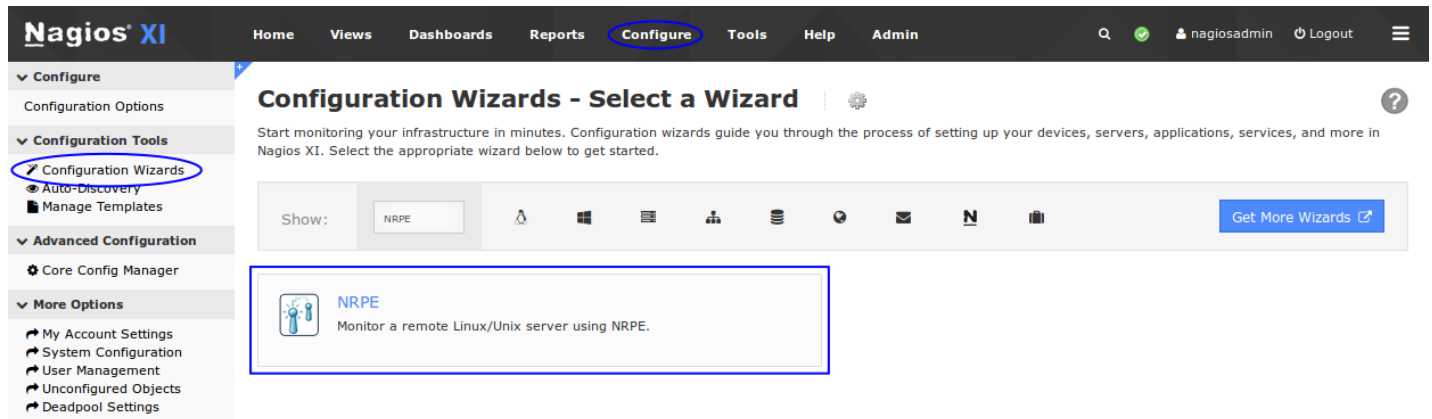 Nagios® XI
Home Views Dashboards Reports Configure Tools Help Admin nagiosadmin Logout
Configure
Configuration Options
Configuration Tools
Configuration Wizards
Auto-Discovery
Manage Templates
Advanced Configuration
Core Config Manager
More Options
My Account Settings
System Configuration
User Management
Unconfigured Objects
Deadpool Settings
Configuration Wizards - Select a Wizard
Start monitoring your infrastructure in minutes. Configuration wizards guide you through the process of setting up your devices, servers, applications, services, and more in
Nagios XI. Select the appropriate wizard below to get started.
Show: NRPE N Get More Wizards
NRPE
Monitor a remote Linux/Unix server using NRPE.